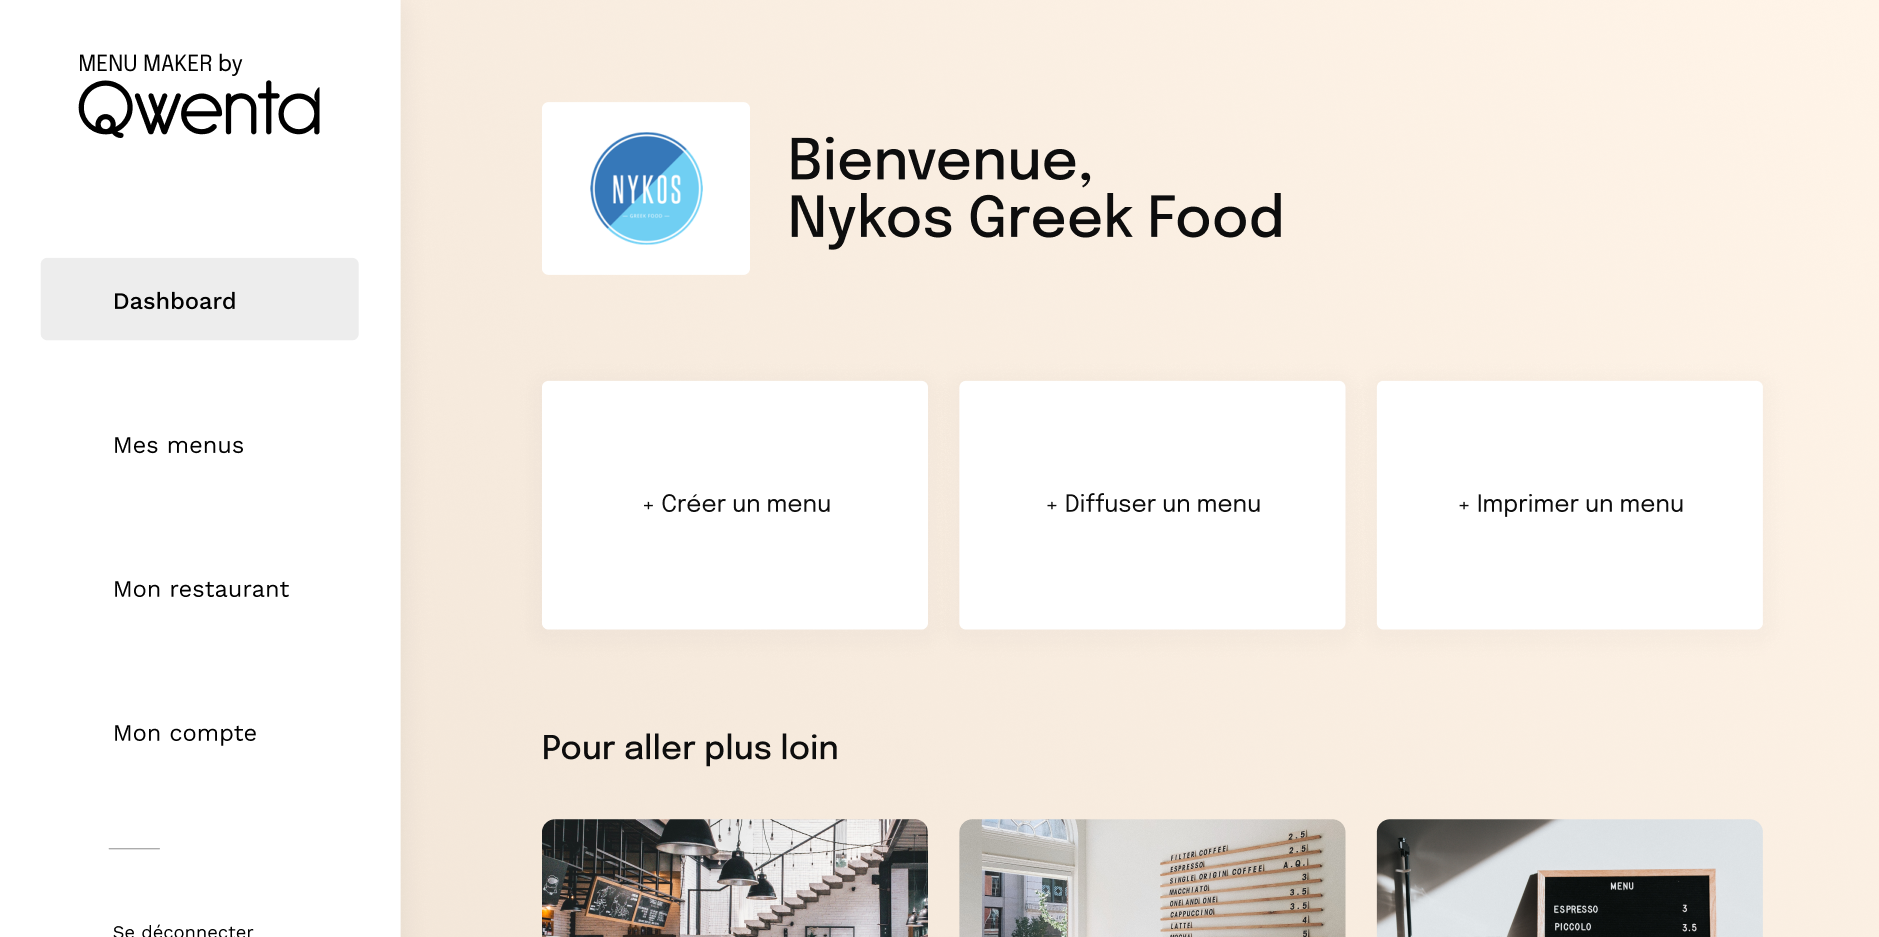 MENU MAKER by
Qwenta
Dashboard
Mes menus
Mon restaurant
Mon compte
Se déconnecter
NYKOS
GREEK FOOD
Bienvenue,
Nykos Greek Food
+ Créer un menu
+ Diffuser un menu
+ Imprimer un menu
Pour aller plus loin
2.5
FILTER COFFEE 2.5
ESPRESSO A.Q.
SINGLE ORIGIN COFFEE 3
MACCHIATO 3.5
ONE AND ONE 3.5
CAPPUCCINO 4
LATTE 5
MENU
ESPRESSO 3
PICCOLO 3.5